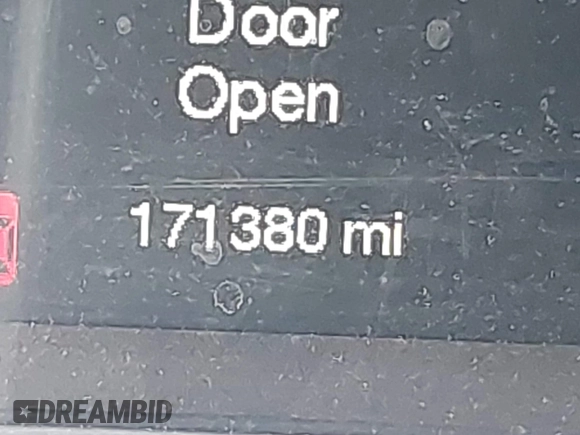 Door
Open
171380 mi
DREAMBID